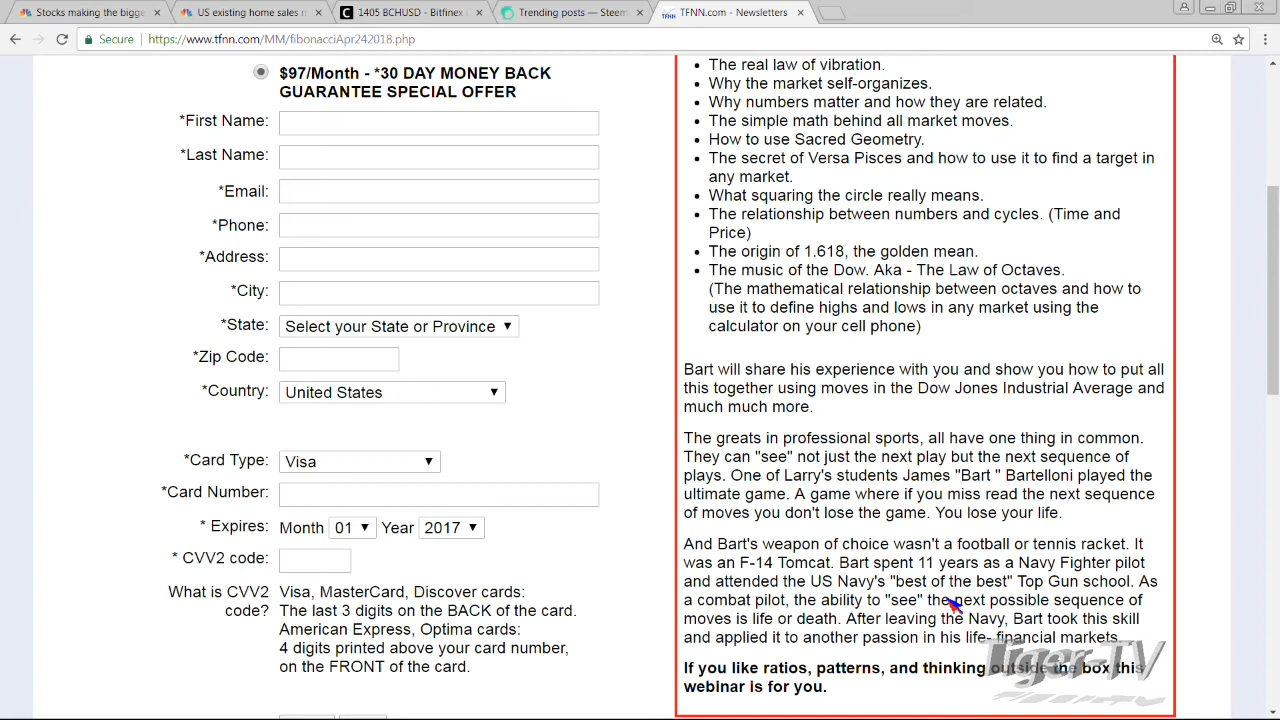 Stocks making the bigge
US existing home sales r
1405 BCHUSD - Bitfinex
Trending posts — Steem
TFNN.com - Newsletters
Secure
https://www.tfnn.com/MM/fibonacciApr242018.php
$97/Month - *30 DAY MONEY BACK
GUARANTEE SPECIAL OFFER
*First Name:
*Last Name:
*Email:
*Phone:
*Address:
*City:
*State: Select your State or Province
*Zip Code:
*Country: United States
*Card Type: Visa
*Card Number:
* Expires: Month 01 Year 2017
* CVV2 code:
What is CVV2 code?
Visa, MasterCard, Discover cards:
The last 3 digits on the BACK of the card.
American Express, Optima cards:
4 digits printed above your card number,
on the FRONT of the card.
• The real law of vibration.
• Why the market self-organizes.
• Why numbers matter and how they are related.
• The simple math behind all market moves.
• How to use Sacred Geometry.
• The secret of Versa Pisces and how to use it to find a target in
any market.
• What squaring the circle really means.
• The relationship between numbers and cycles. (Time and
Price)
• The origin of 1.618, the golden mean.
• The music of the Dow. Aka - The Law of Octaves.
(The mathematical relationship between octaves and how to
use it to define highs and lows in any market using the
calculator on your cell phone)
Bart will share his experience with you and show you how to put all
this together using moves in the Dow Jones Industrial Average and
much much more.
The greats in professional sports, all have one thing in common.
They can "see" not just the next play but the next sequence of
plays. One of Larry's students James "Bart " Bartelloni played the
ultimate game. A game where if you miss read the next sequence
of moves you don't lose the game. You lose your life.
And Bart's weapon of choice wasn't a football or tennis racket. It
was an F-14 Tomcat. Bart spent 11 years as a Navy Fighter pilot
and attended the US Navy's "best of the best" Top Gun school. As
a combat pilot, the ability to "see" the next possible sequence of
moves is life or death. After leaving the Navy, Bart took this skill
and applied it to another passion in his life- financial markets.
If you like ratios, patterns, and thinking outside the box this
webinar is for you.
Tiger-TV